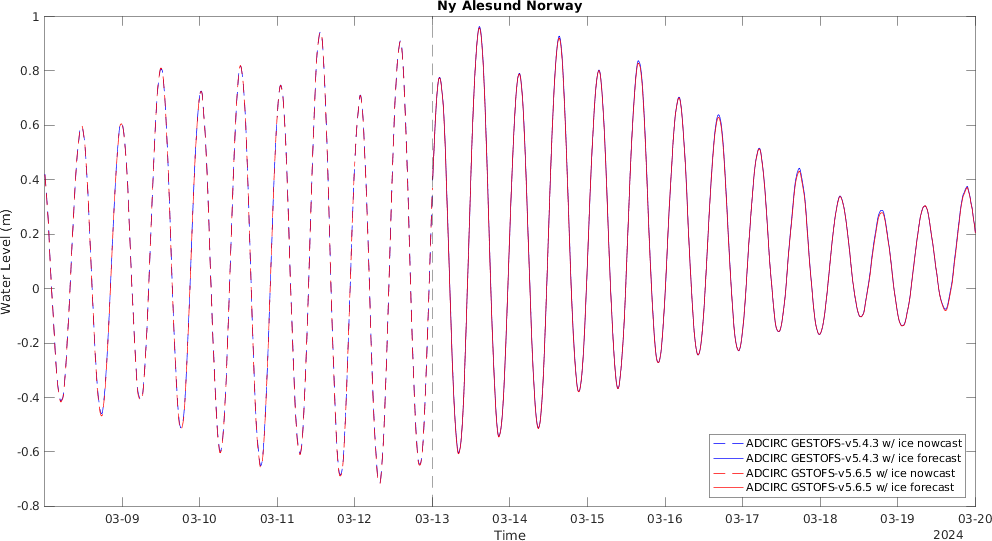 Ny Alesund Norway
1
0.8
0.6
0.4
0.2
0
-0.2
-0.4
-0.6
-0.8
Water Level (m)
ADCIRC GESTOFS-v5.4.3 w/ ice nowcast
ADCIRC GESTOFS-v5.4.3 w/ ice forecast
ADCIRC GSTOFS-v5.6.5 w/ ice nowcast
ADCIRC GSTOFS-v5.6.5 w/ ice forecast
03-09 03-10 03-11 03-12 03-13 03-14 03-15 03-16 03-17 03-18 03-19 03-20
Time
2024